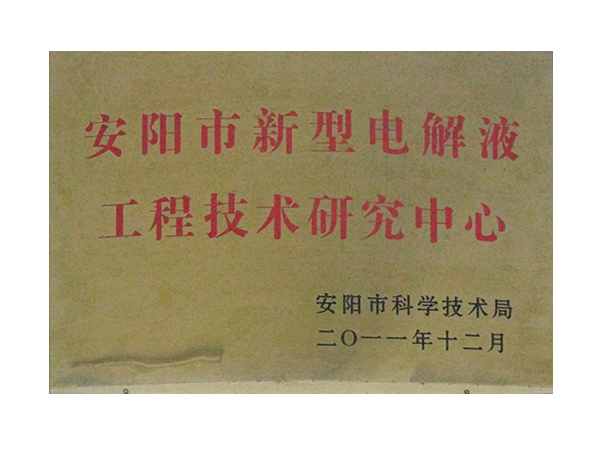 安阳市新型电解液
工程技术研究中心
安阳市科学技术局
二〇一一年十二月